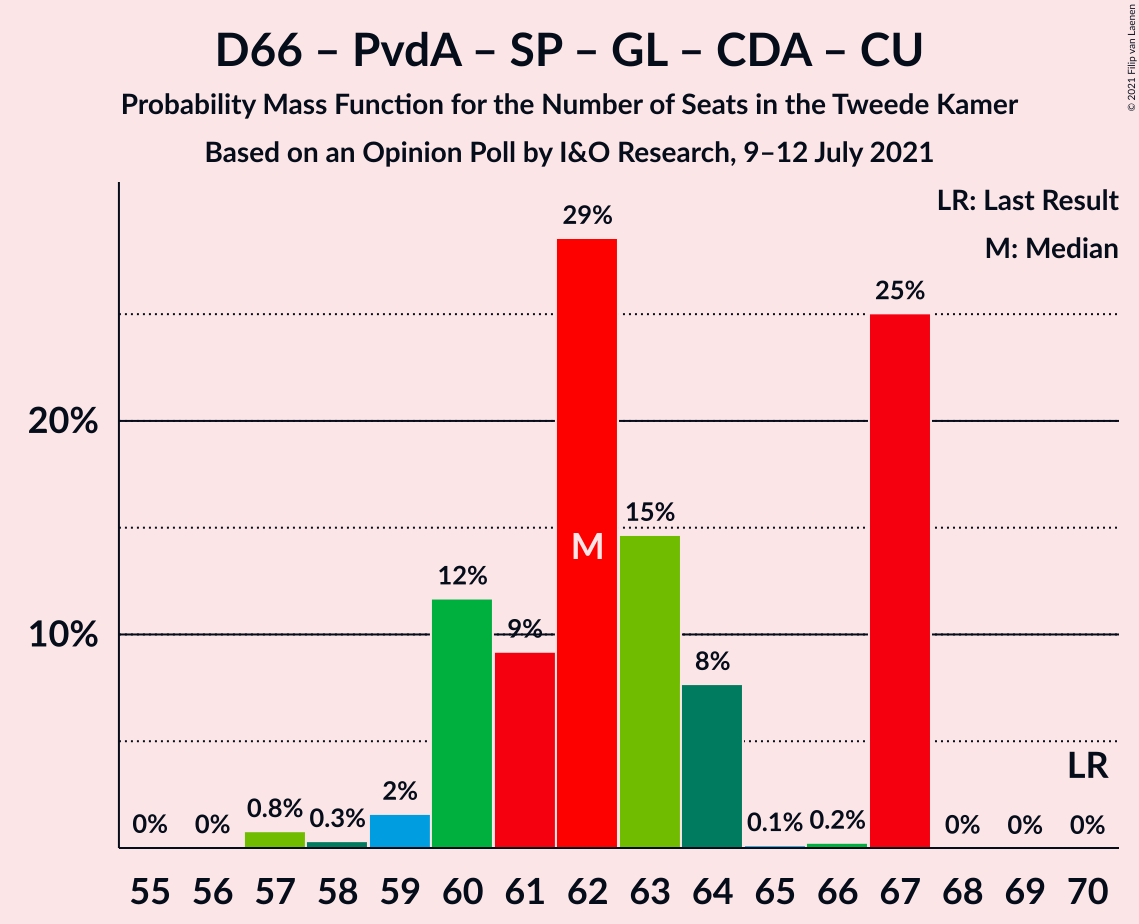 D66 – PvdA – SP – GL – CDA – CU
Probability Mass Function for the Number of Seats in the Tweede Kamer
Based on an Opinion Poll by I&O Research, 9–12 July 2021
© 2021 Filip van Laenen
LR: Last Result
M: Median
29%
25%
20%
15%
M
12%
10%
9%
8%
LR
2%
0% 0% 0.8% 0.3% 0.1% 0.2% 0% 0% 0%
55 56 57 58 59 60 61 62 63 64 65 66 67 68 69 70